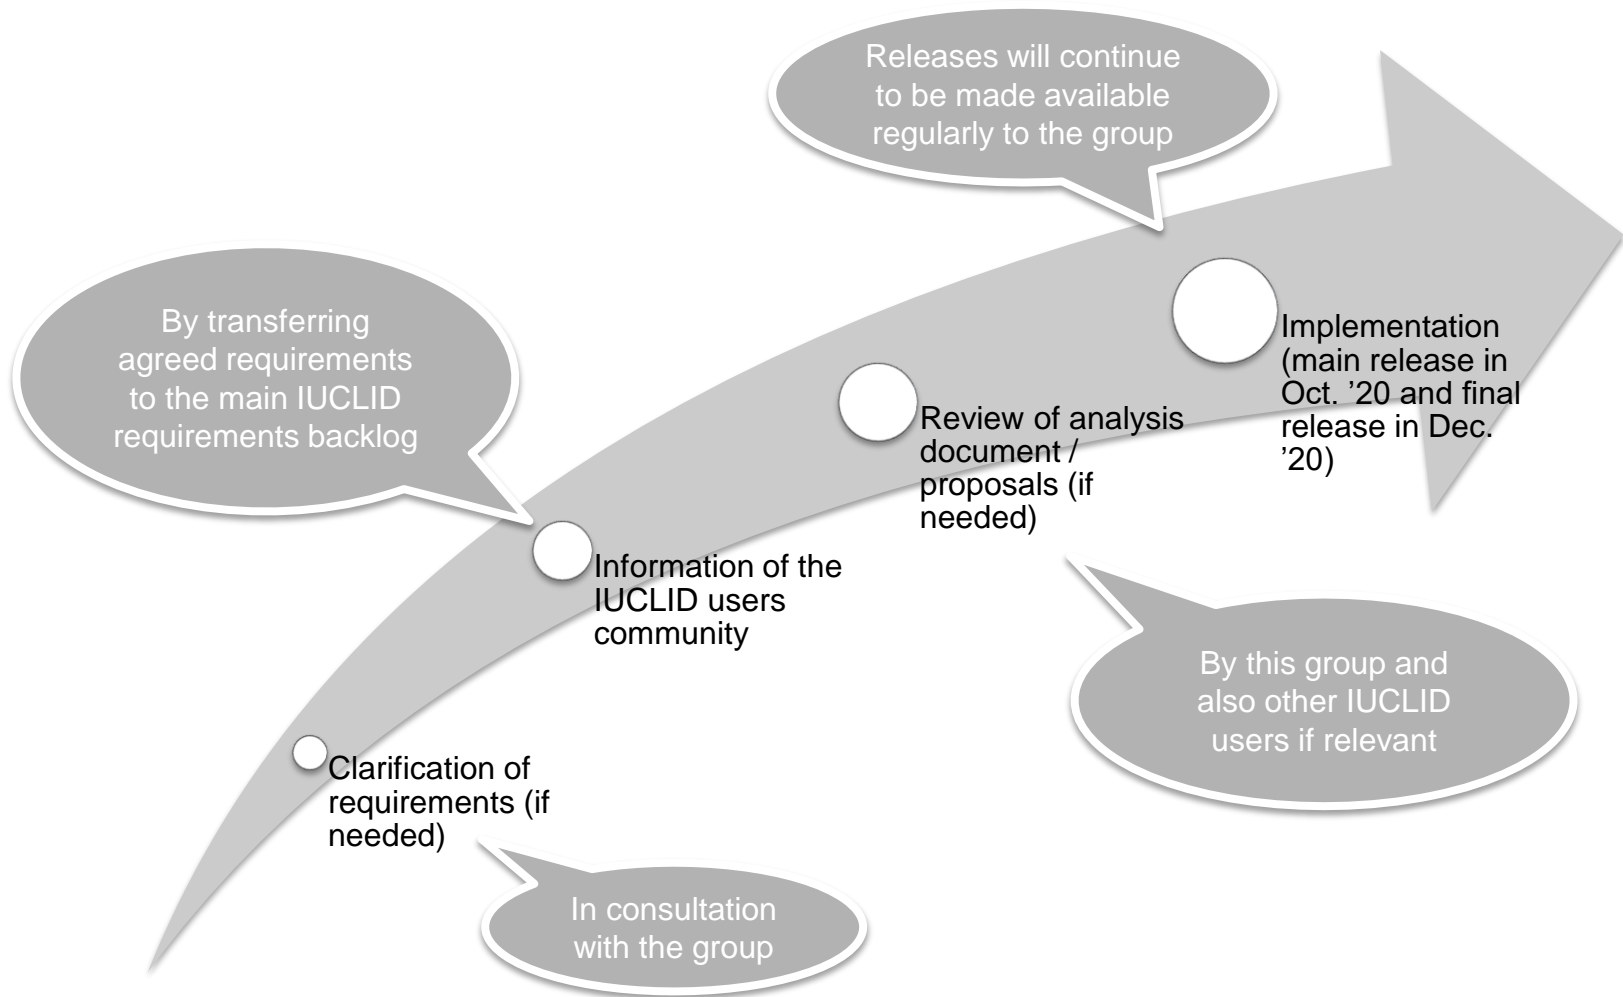 Releases will continue
to be made available
regularly to the group
By transferring
agreed requirements
to the main IUCLID
requirements backlog
Implementation
(main release in
Oct. ’20 and final
release in Dec.
’20)
Review of analysis
document /
proposals (if
needed)
Information of the
IUCLID users
community
By this group and
also other IUCLID
users if relevant
Clarification of
requirements (if
needed)
In consultation
with the group